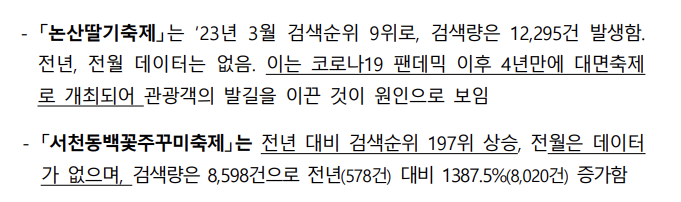 - 「논산딸기축제」는 ‘23년 3월 검색순위 9위로, 검색량은 12,295건 발생함.
전년, 전월 데이터는 없음. 이는 코로나19 팬데믹 이후 4년만에 대면축제
로 개최되어 관광객의 발길을 이끈 것이 원인으로 보임
- 「서천동백꽃주꾸미축제」는 전년 대비 검색순위 197위 상승, 전월은 데이터
가 없으며, 검색량은 8,598건으로 전년(578건) 대비 1387.5%(8,020건) 증가함